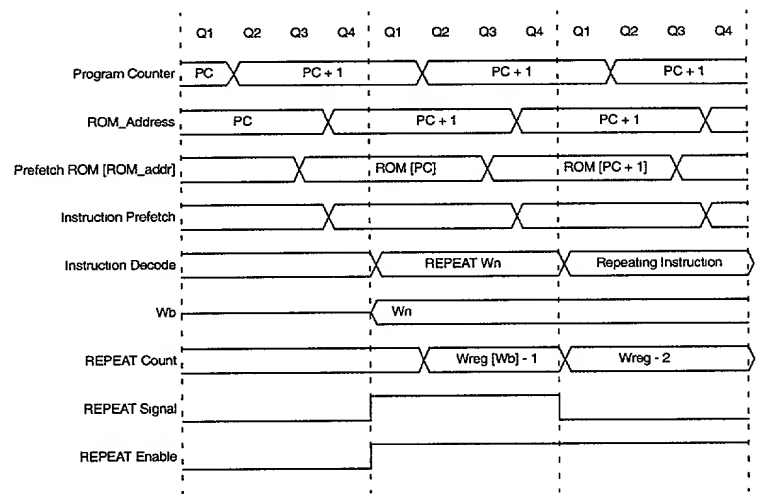 Q1 Q2 Q3 Q4 Q1 Q2 Q3 Q4 Q1 Q2 Q3 Q4
Program Counter PC PC + 1 PC + 1 PC + 1
ROM_Address PC PC + 1 PC + 1
Prefetch ROM [ROM_addr] ROM [PC] ROM [PC + 1]
Instruction Prefetch
Instruction Decode REPEAT Wn Repeating Instruction
Wb Wn
REPEAT Count Wreg [Wb] - 1 Wreg - 2
REPEAT Signal
REPEAT Enable